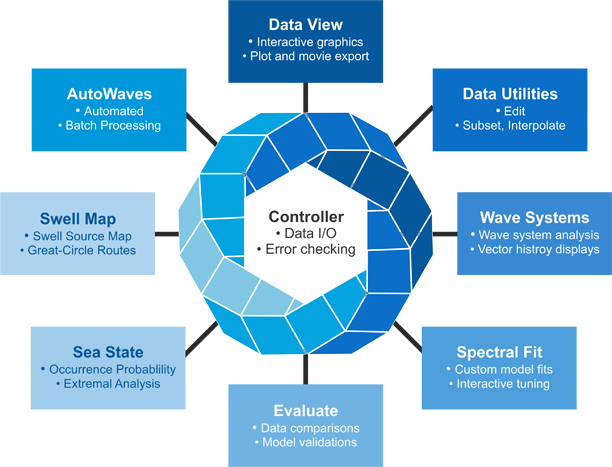 Data View
• Interactive graphics
• Plot and movie export
AutoWaves
• Automated
• Batch Processing
Data Utilities
• Edit
• Subset, Interpolate
Swell Map
• Swell Source Map
• Great-Circle Routes
Controller
• Data I/O
• Error checking
Wave Systems
• Wave system analysis
• Vector histroy displays
Sea State
• Occurrence Probablility
• Extremal Analysis
Spectral Fit
• Custom model fits
• Interactive tuning
Evaluate
• Data comparisons
• Model validations